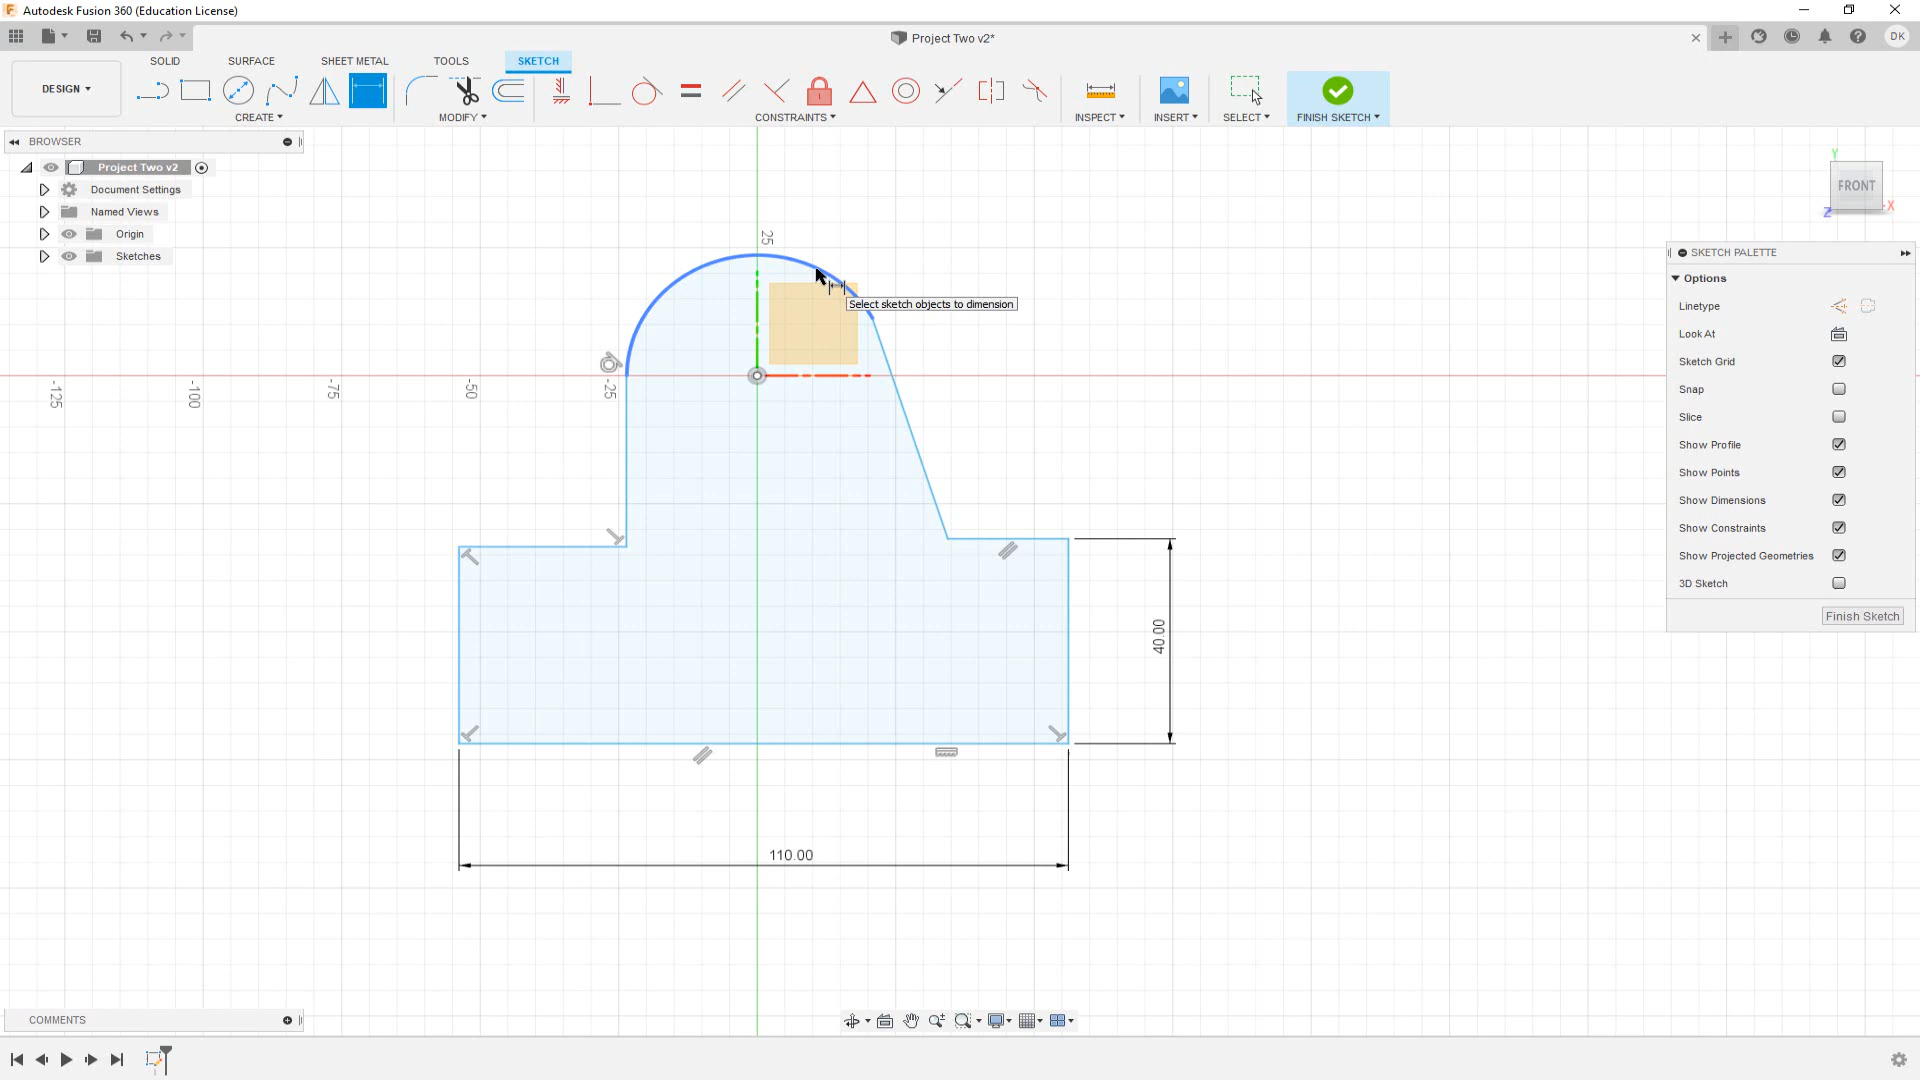 Autodesk Fusion 360 (Education License)
Project Two v2*
DK
SOLID
SURFACE
SHEET METAL
TOOLS
SKETCH
DESIGN
CREATE
MODIFY
CONSTRAINTS
INSPECT
INSERT
SELECT
FINISH SKETCH
BROWSER
Project Two v2
Document Settings
Named Views
Origin
Sketches
Y
FRONT
X
Z
SKETCH PALETTE
Options
Linetype
Look At
Sketch Grid
Snap
Slice
Show Profile
Show Points
Show Dimensions
Show Constraints
Show Projected Geometries
3D Sketch
Finish Sketch
25
Select sketch objects to dimension
-125
-100
-75
-50
-25
40.00
110.00
COMMENTS